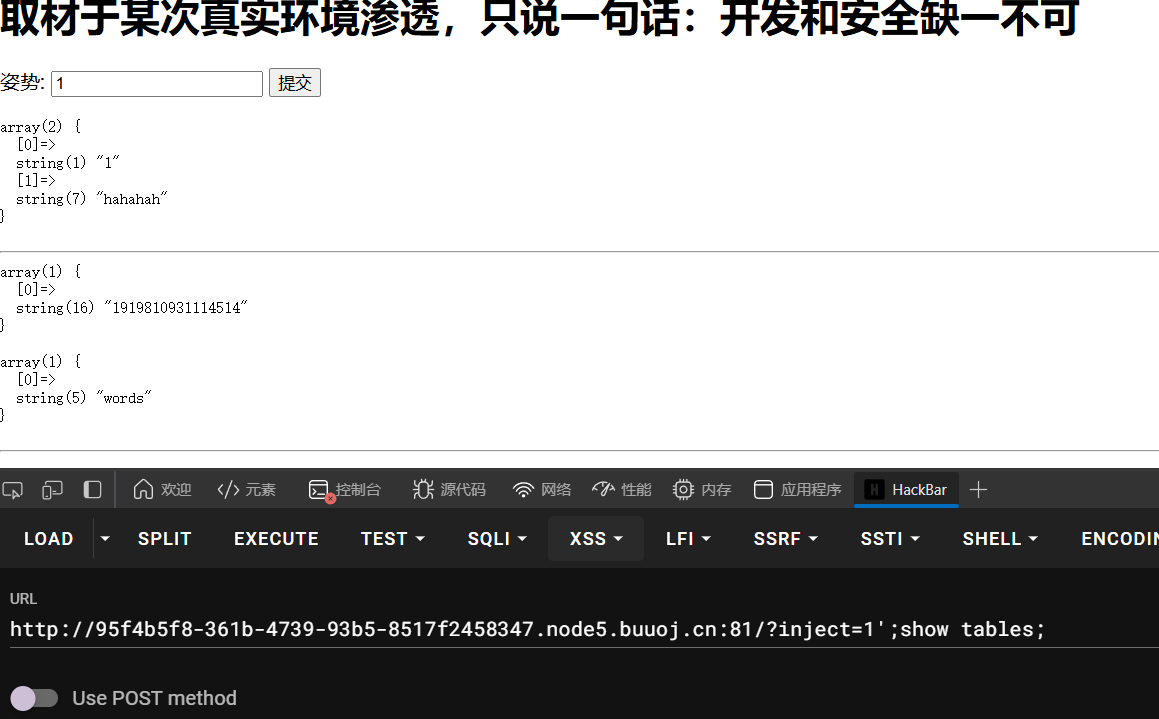 取材于某次真实环境渗透，只说一句话：开发和安全缺一不可
姿势: 1 提交
array(2) {
  [0]=>
  string(1) "1"
  [1]=>
  string(7) "hahahah"
}
array(1) {
  [0]=>
  string(16) "1919810931114514"
}
array(1) {
  [0]=>
  string(5) "words"
}
欢迎 元素 控制台 源代码 网络 性能 内存 应用程序 H HackBar
LOAD SPLIT EXECUTE TEST SQLI XSS LFI SSRF SSTI SHELL ENCODIN
URL
http://95f4b5f8-361b-4739-93b5-8517f2458347.node5.buuoj.cn:81/?inject=1';show tables;
Use POST method